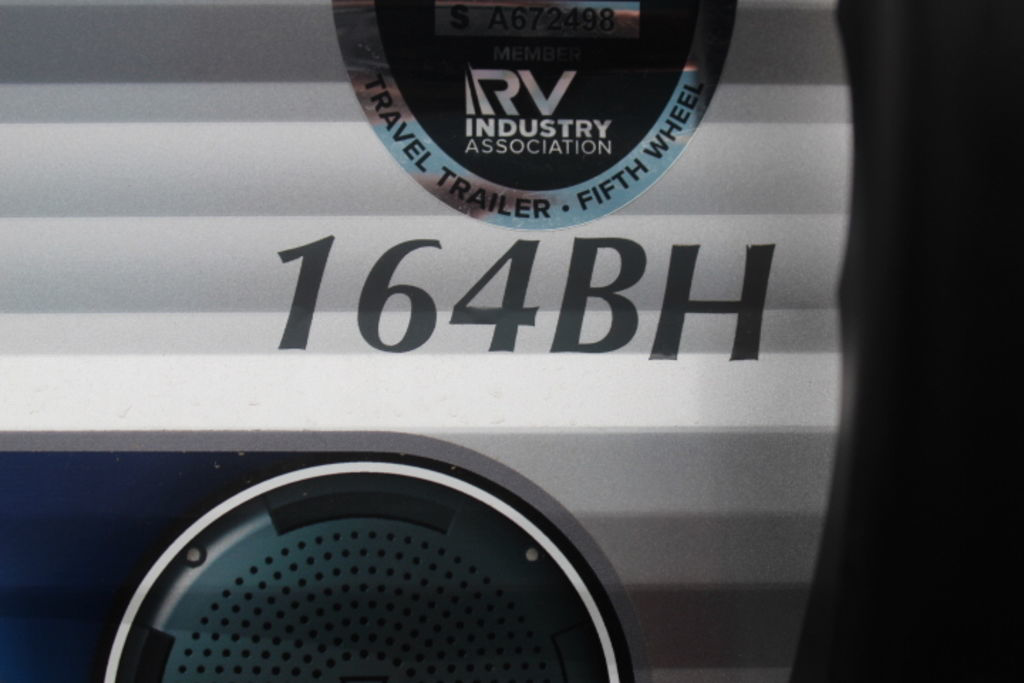 S A672498
MEMBER
RV
INDUSTRY
ASSOCIATION
TRAVEL TRAILER • FIFTH WHEEL
164BH